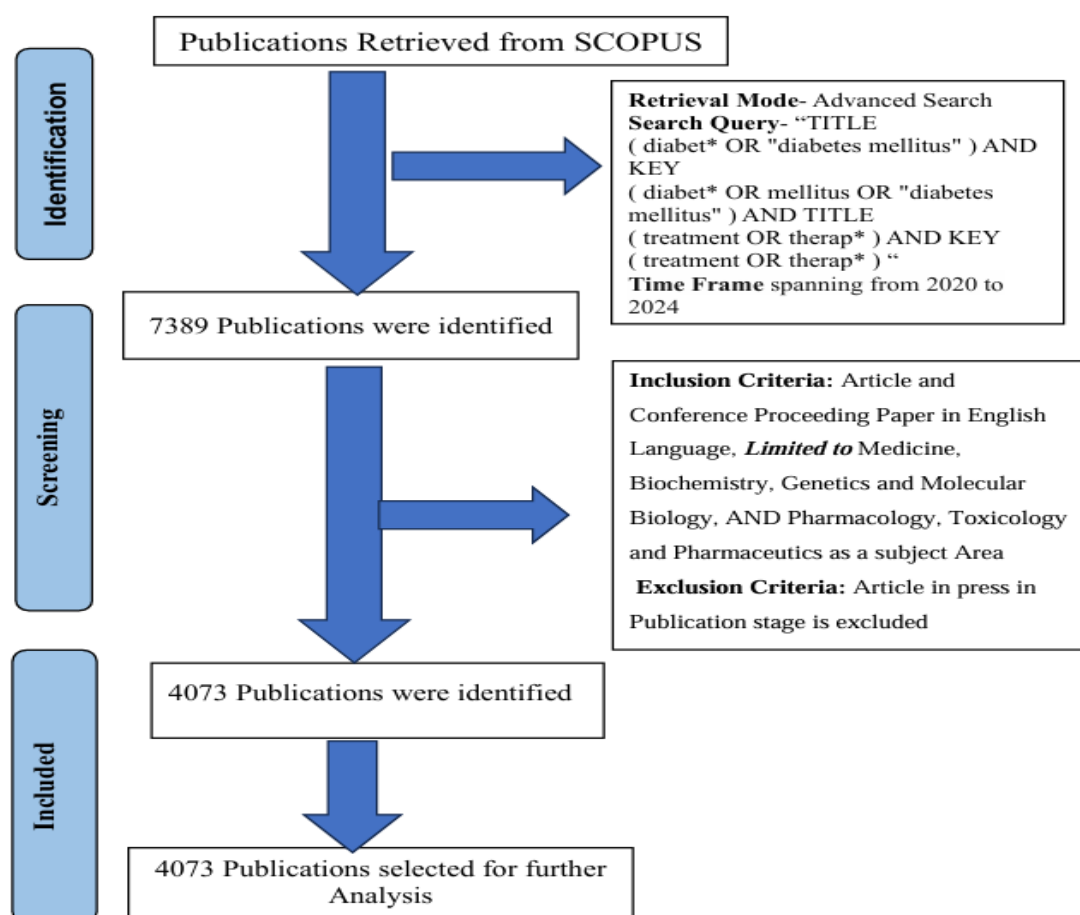 Publications Retrieved from SCOPUS
Identification
Retrieval Mode- Advanced Search
Search Query- “TITLE
( diabet* OR "diabetes mellitus" ) AND
KEY
( diabet* OR mellitus OR "diabetes
mellitus" ) AND TITLE
( treatment OR therap* ) AND KEY
( treatment OR therap* ) “
Time Frame spanning from 2020 to
2024
7389 Publications were identified
Screening
Inclusion Criteria: Article and
Conference Proceeding Paper in English
Language, Limited to Medicine,
Biochemistry, Genetics and Molecular
Biology, AND Pharmacology, Toxicology
and Pharmaceutics as a subject Area
Exclusion Criteria: Article in press in
Publication stage is excluded
4073 Publications were identified
Included
4073 Publications selected for further
Analysis